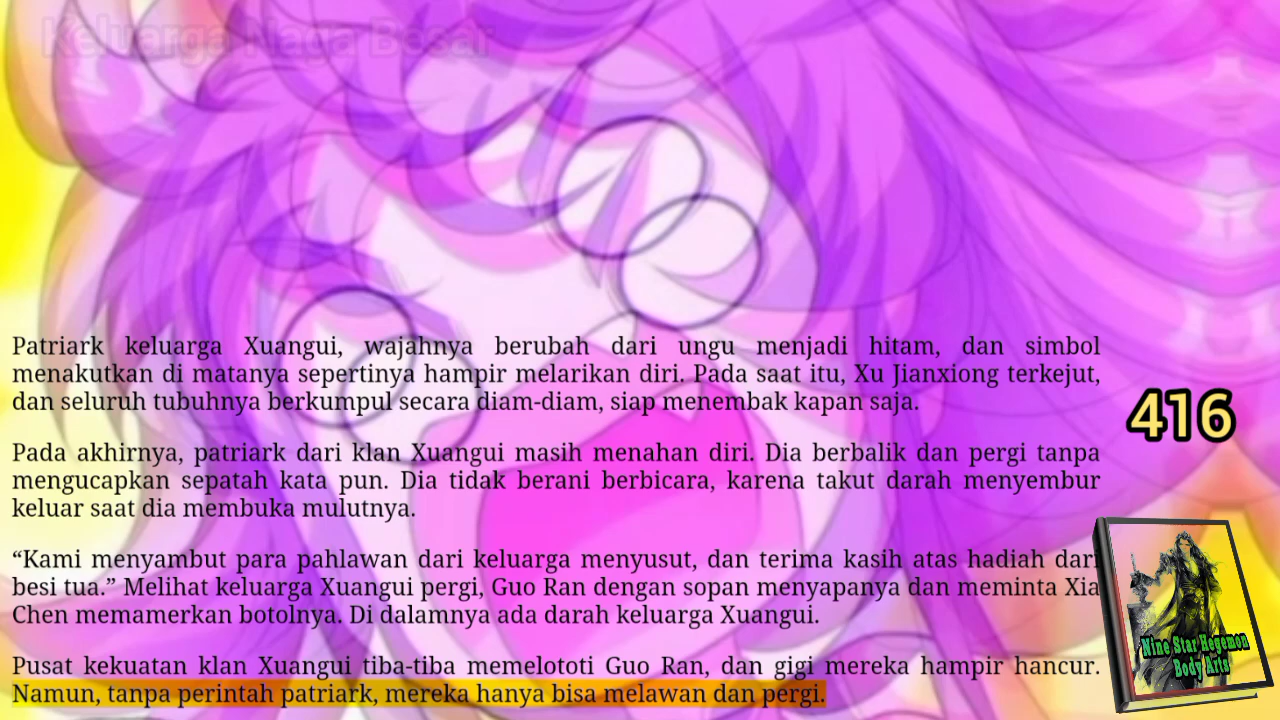 Keluarga Naga Besar
Patriark keluarga Xuangui, wajahnya berubah dari ungu menjadi hitam, dan simbol
menakutkan di matanya sepertinya hampir melarikan diri. Pada saat itu, Xu Jianxiong terkejut,
dan seluruh tubuhnya berkumpul secara diam-diam, siap menembak kapan saja.
Pada akhirnya, patriark dari klan Xuangui masih menahan diri. Dia berbalik dan pergi tanpa
mengucapkan sepatah kata pun. Dia tidak berani berbicara, karena takut darah menyembur
keluar saat dia membuka mulutnya.
“Kami menyambut para pahlawan dari keluarga menyusut, dan terima kasih atas hadiah dari
besi tua.” Melihat keluarga Xuangui pergi, Guo Ran dengan sopan menyapanya dan meminta Xia
Chen memamerkan botolnya. Di dalamnya ada darah keluarga Xuangui.
Pusat kekuatan klan Xuangui tiba-tiba memelototi Guo Ran, dan gigi mereka hampir hancur.
Namun, tanpa perintah patriark, mereka hanya bisa melawan dan pergi.
416
Nine Star Hegemon
Body Arts